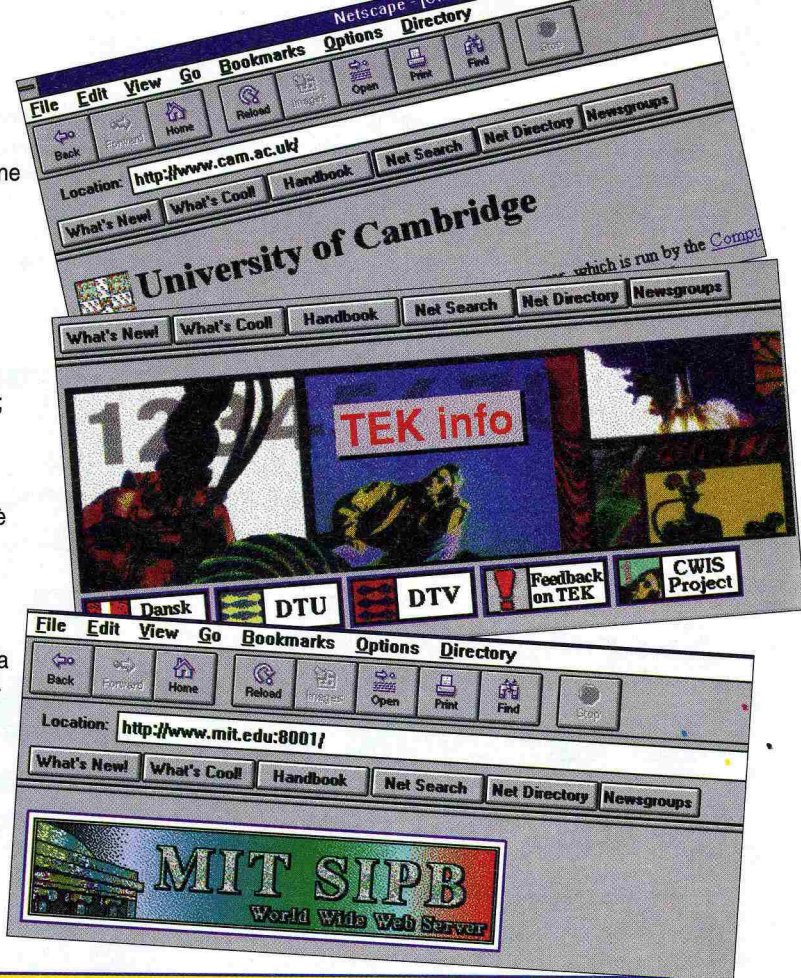 Netscape
File Edit View Go Bookmarks Options Directory
Back Forward Home Reload Images Open Print Find Stop
Location: http://www.cam.ac.uk/
What's New! What's Cool! Handbook Net Search Net Directory Newsgroups
University of Cambridge
which is run by the Compu
What's New! What's Cool! Handbook Net Search Net Directory Newsgroups
TEK info
Dansk DTU DTV Feedback on TEK CWIS Project
File Edit View Go Bookmarks Options Directory
Back Forward Home Reload Images Open Print Find Stop
Location: http://www.mit.edu:8001/
What's New! What's Cool! Handbook Net Search Net Directory Newsgroups
MIT SIPB
World Wide Web Server
ne
è
a